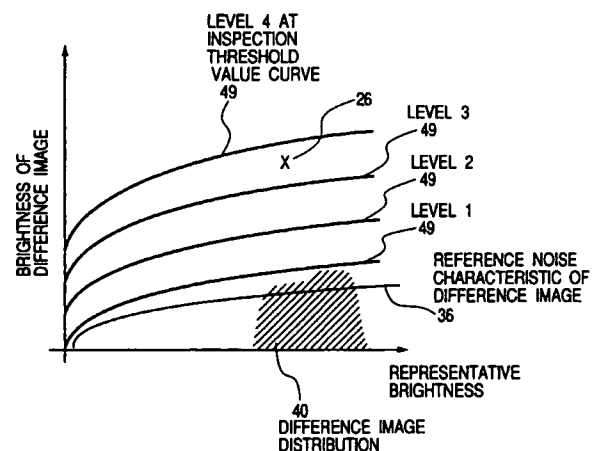 LEVEL 4 AT
INSPECTION
THRESHOLD
VALUE CURVE
49
26
LEVEL 3
49
LEVEL 2
49
LEVEL 1
49
X
BRIGHTNESS OF
DIFFERENCE IMAGE
REFERENCE NOISE
CHARACTERISTIC OF
DIFFERENCE IMAGE
36
REPRESENTATIVE
BRIGHTNESS
40
DIFFERENCE IMAGE
DISTRIBUTION